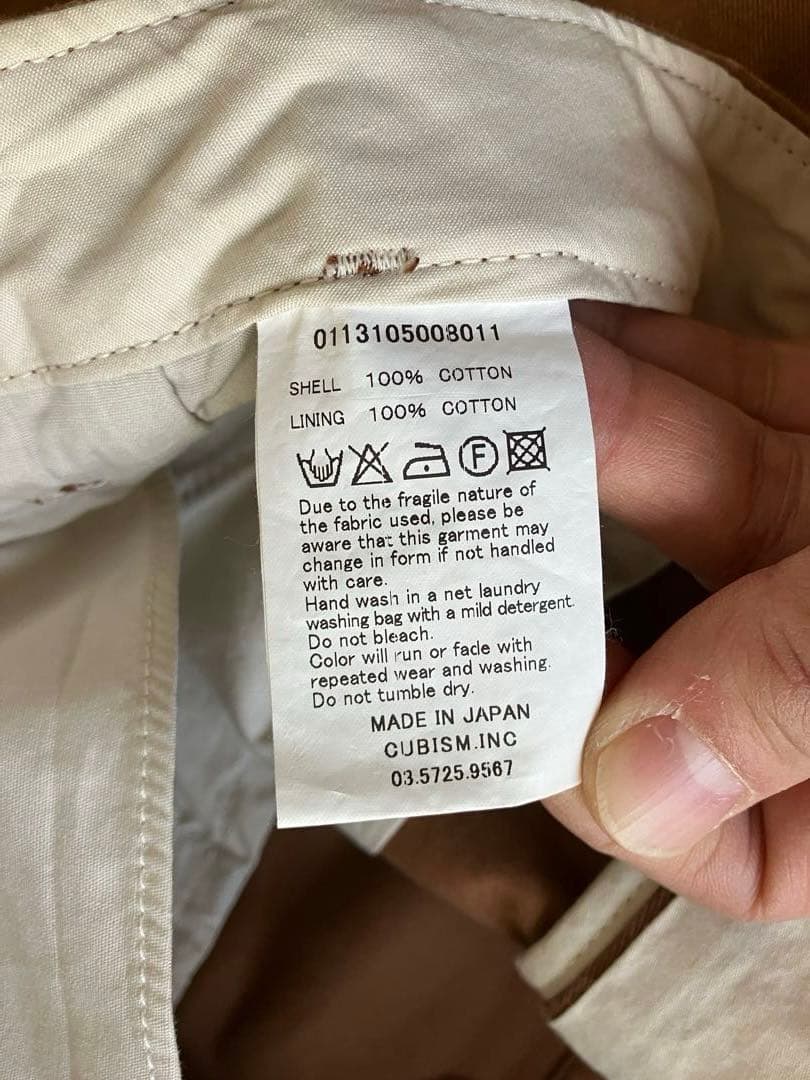 0113105008011
SHELL 100% COTTON
LINING 100% COTTON
F
Due to the fragile nature of
the fabric used, please be
aware that this garment may
change in form if not handled
with care.
Hand wash in a net laundry
washing bag with a mild detergent.
Do not bleach.
Color will run or fade with
repeated wear and washing.
Do not tumble dry.
MADE IN JAPAN
CUBISM.INC
03.5725.9567